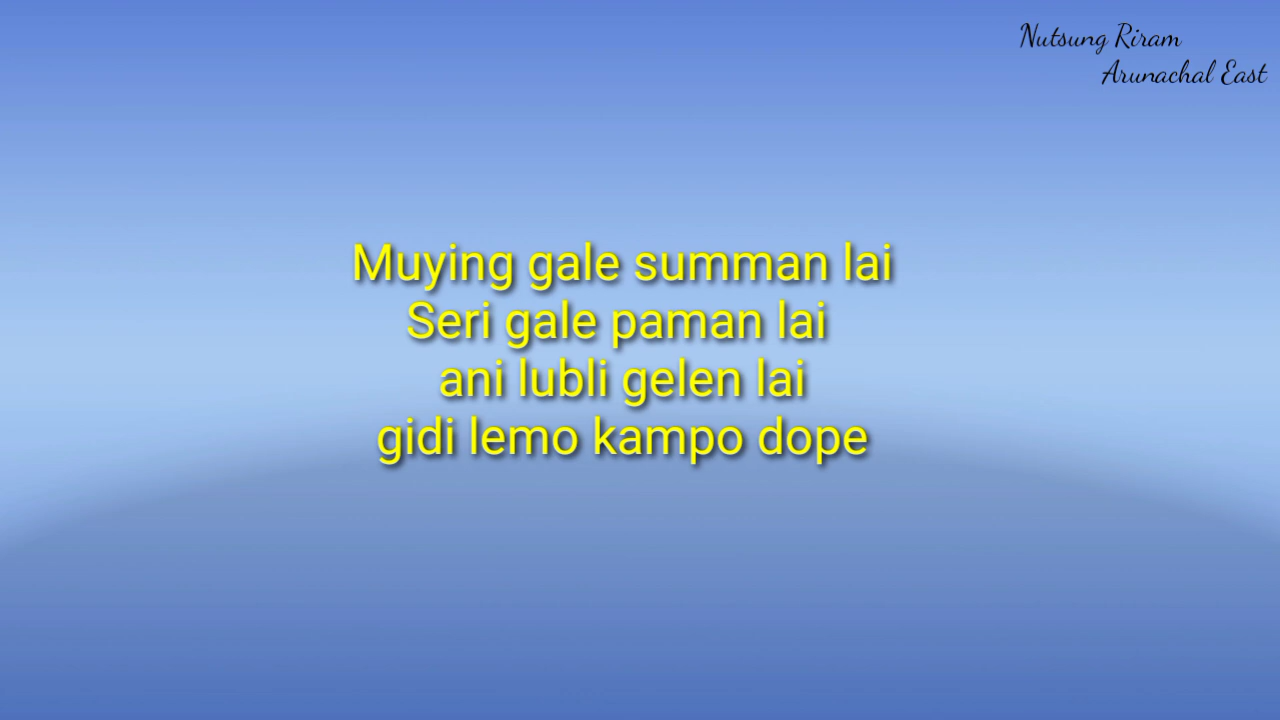 Nutsung Riram
Arunachal East
Muying gale summan lai
Seri gale paman lai
ani lubli gelen lai
gidi lemo kampo dope